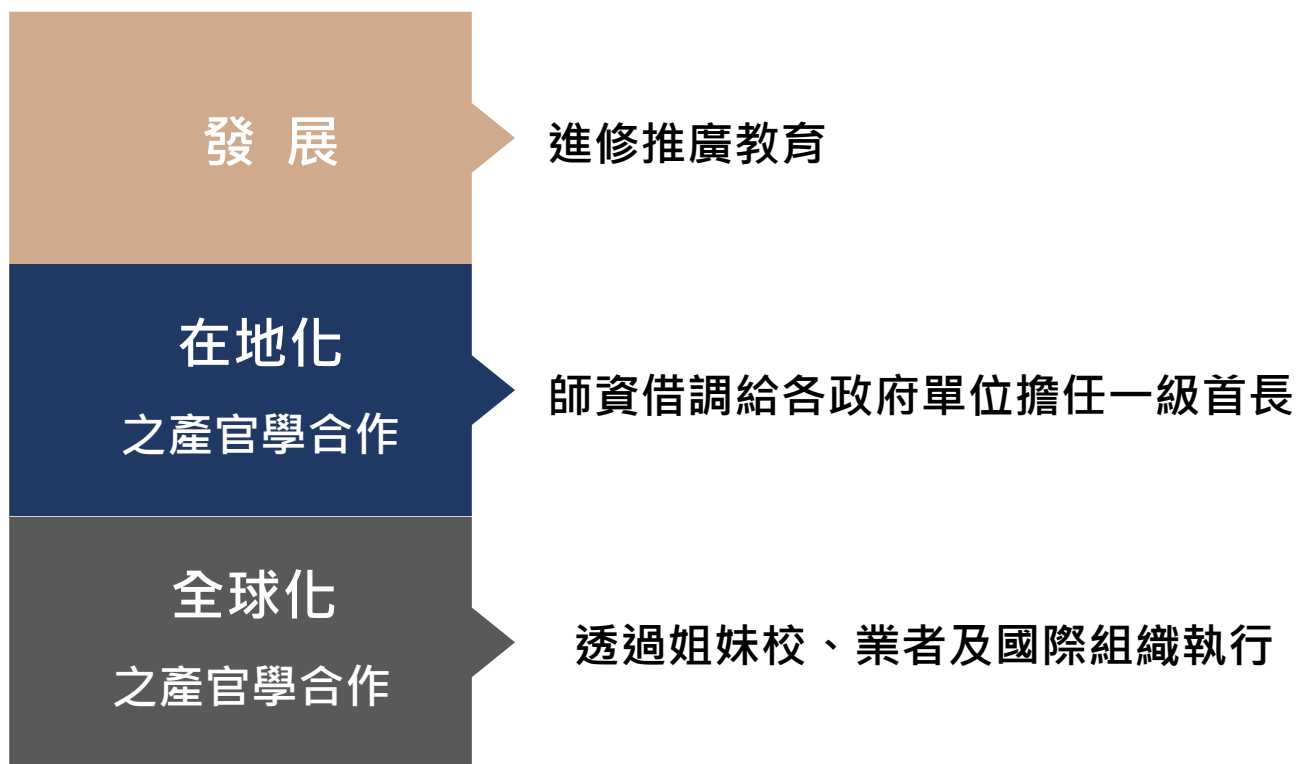 發 展
進修推廣教育
在地化
之產官學合作
師資借調給各政府單位擔任一級首長
全球化
之產官學合作
透過姐妹校、業者及國際組織執行